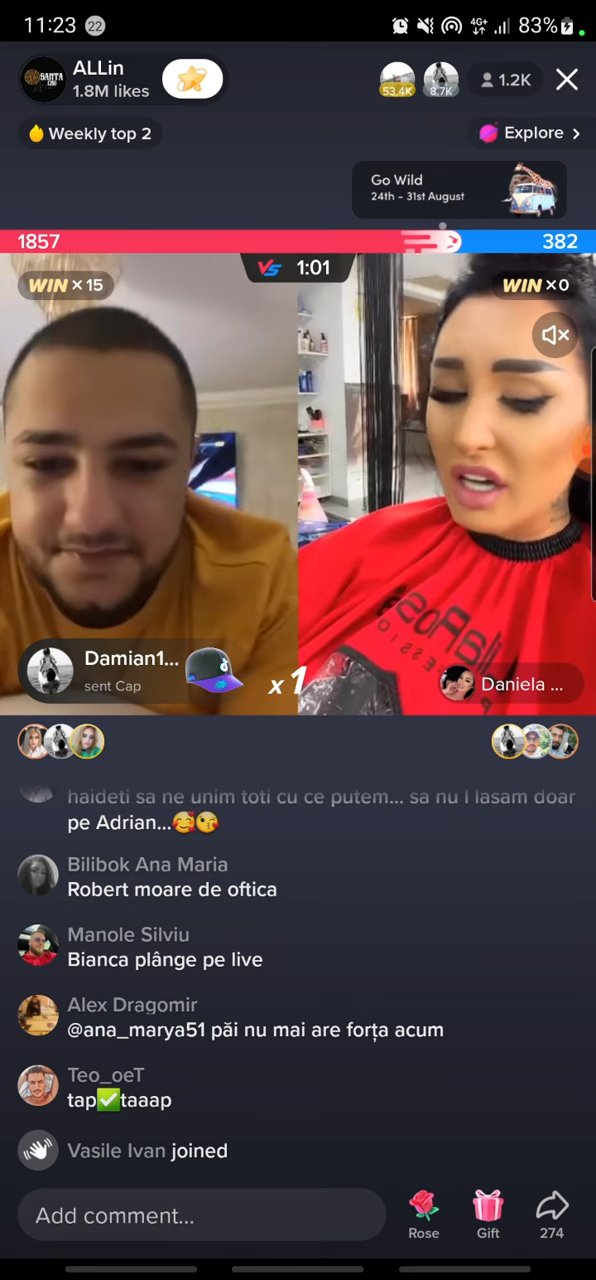 11:23 22
4G+ 83%
SANTA
ALLin
1.8M likes
53.4K
8.7K
1.2K
Weekly top 2
Explore >
Go Wild
24th - 31st August
1857
382
VS 1:01
WIN × 15
WIN × 0
Damian1...
sent Cap
x 1
Daniela ...
haideti sa ne unim toti cu ce putem... sa nu l lasam doar
pe Adrian...🥰😘
Bilibok Ana Maria
Robert moare de oftica
Manole Silviu
Bianca plânge pe live
Alex Dragomir
@ana_marya51 păi nu mai are forța acum
Teo_oeT
tap✅taaap
Vasile Ivan joined
Add comment...
Rose
Gift
274